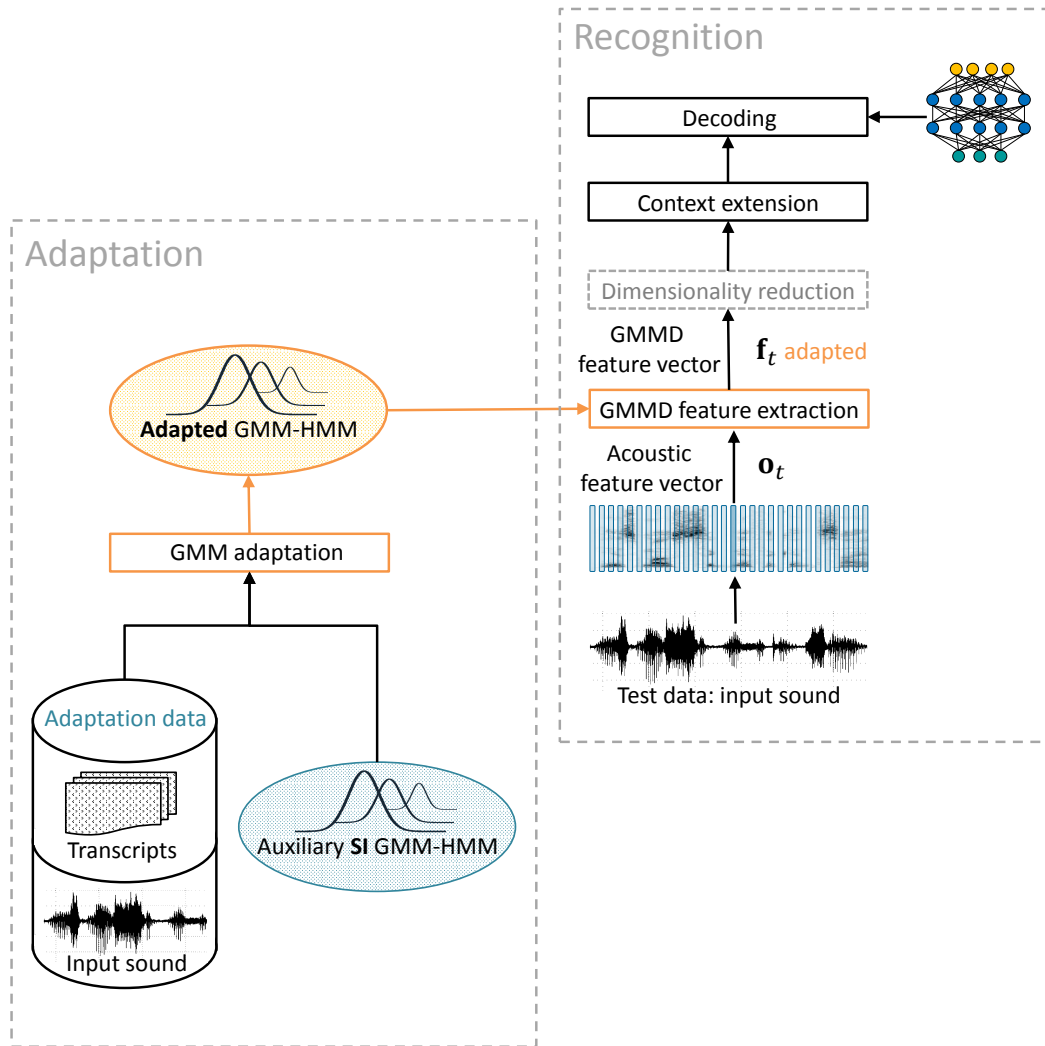 Recognition
Decoding
Context extension
Dimensionality reduction
GMMD
feature vector
f_t adapted
GMMD feature extraction
Acoustic
feature vector
o_t
Test data: input sound
Adaptation
Adapted GMM-HMM
GMM adaptation
Adaptation data
Transcripts
Input sound
Auxiliary SI GMM-HMM